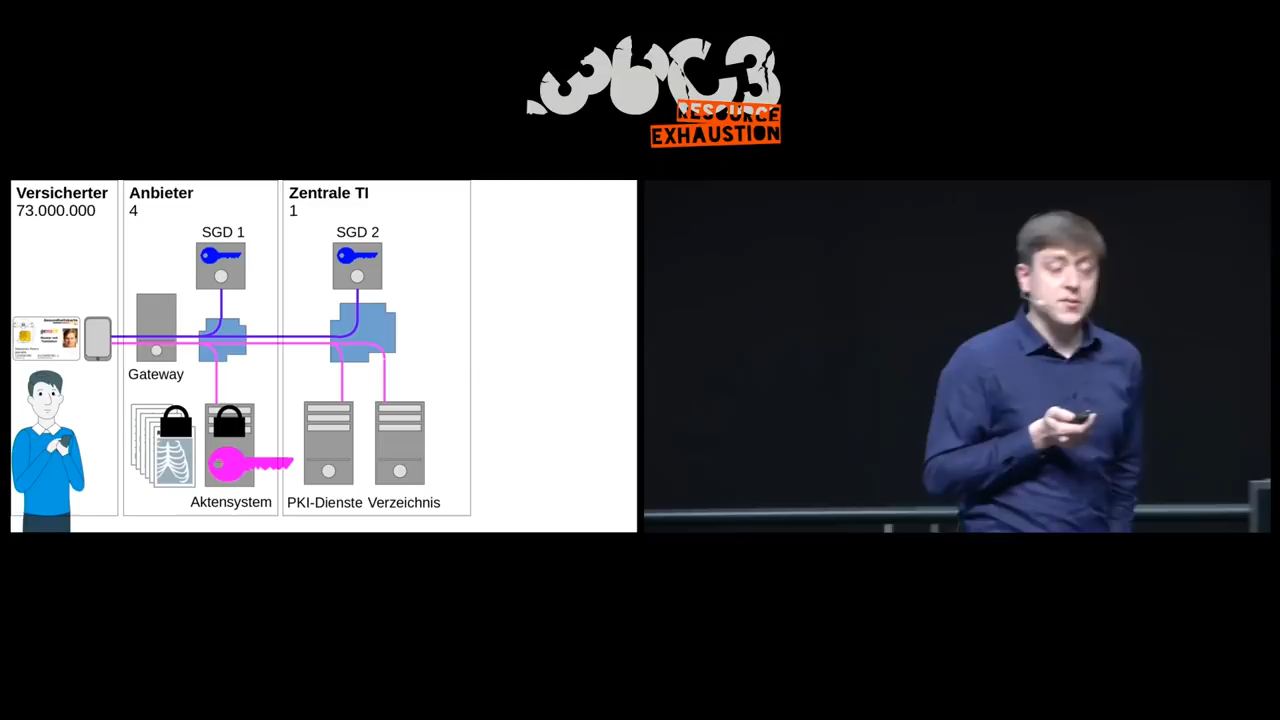 36C3
RESOURCE
EXHAUSTION
Versicherter
73.000.000
Anbieter
4
Zentrale TI
1
SGD 1
SGD 2
Gesundheitskarte
Gateway
Aktensystem
PKI-Dienste
Verzeichnis